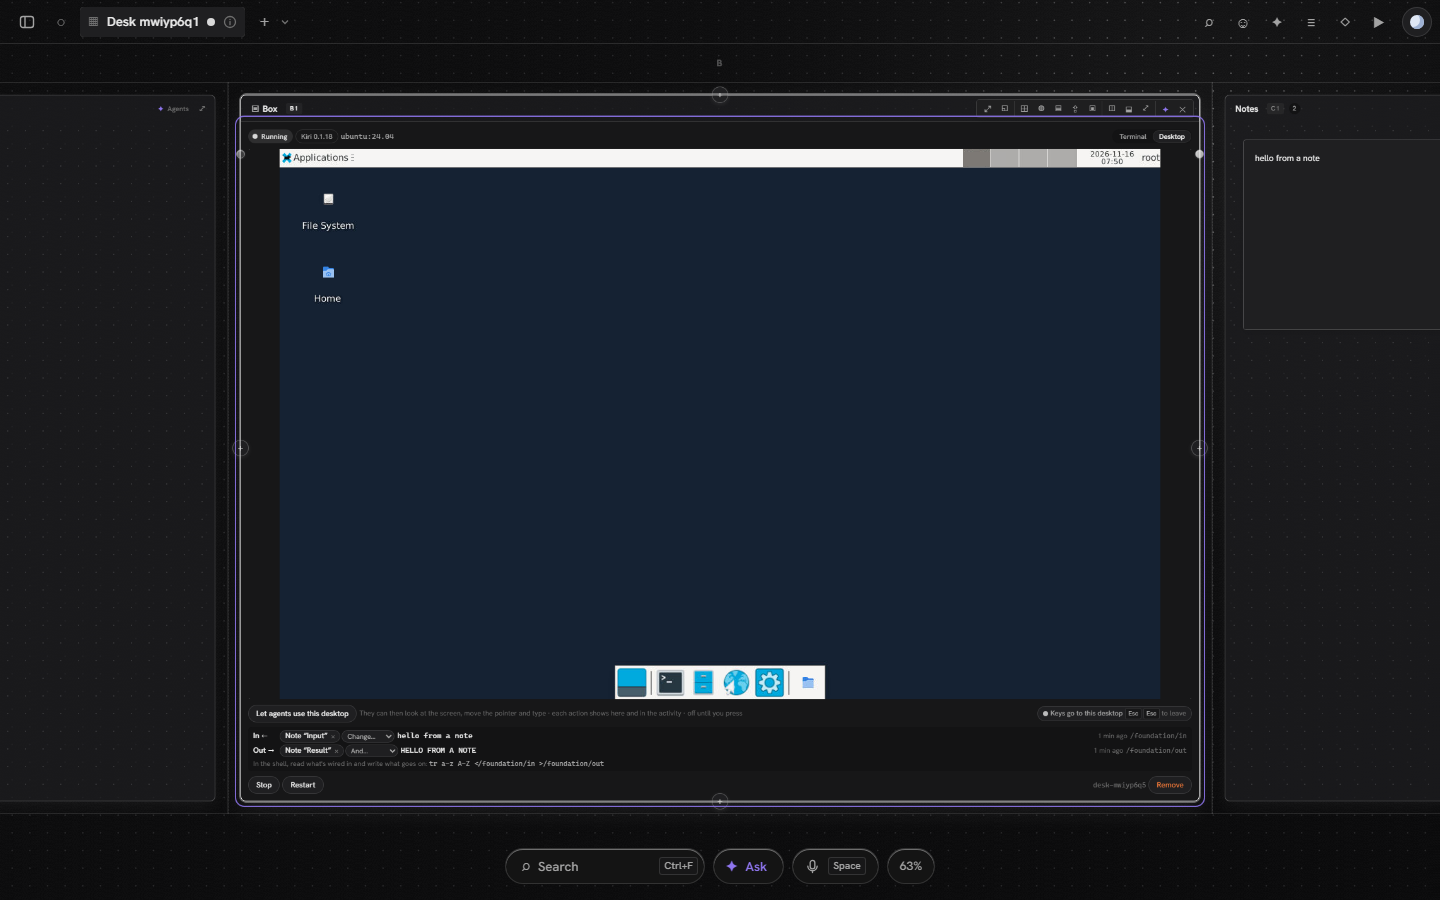 Desk mwiyp6q1
B
Agents
Box B1
Notes C1 2
Running Kiri 0.1.18 ubuntu:24.04 Terminal Desktop
Applications 2026-11-16 07:50 root
hello from a note
File System
Home
Let agents use this desktop They can then look at the screen, move the pointer and type · each action shows here and in the activity · off until you press Keys go to this desktop Esc Esc to leave
In ← Note "Input" × Change... hello from a note 1 min ago /foundation/in
Out → Note "Result" × And... HELLO FROM A NOTE 1 min ago /foundation/out
In the shell, read what's wired in and write what goes on: tr a-z A-Z </foundation/in >/foundation/out
Stop Restart desk-mwiyp6q5 Remove
Search Ctrl+F Ask Space 63%